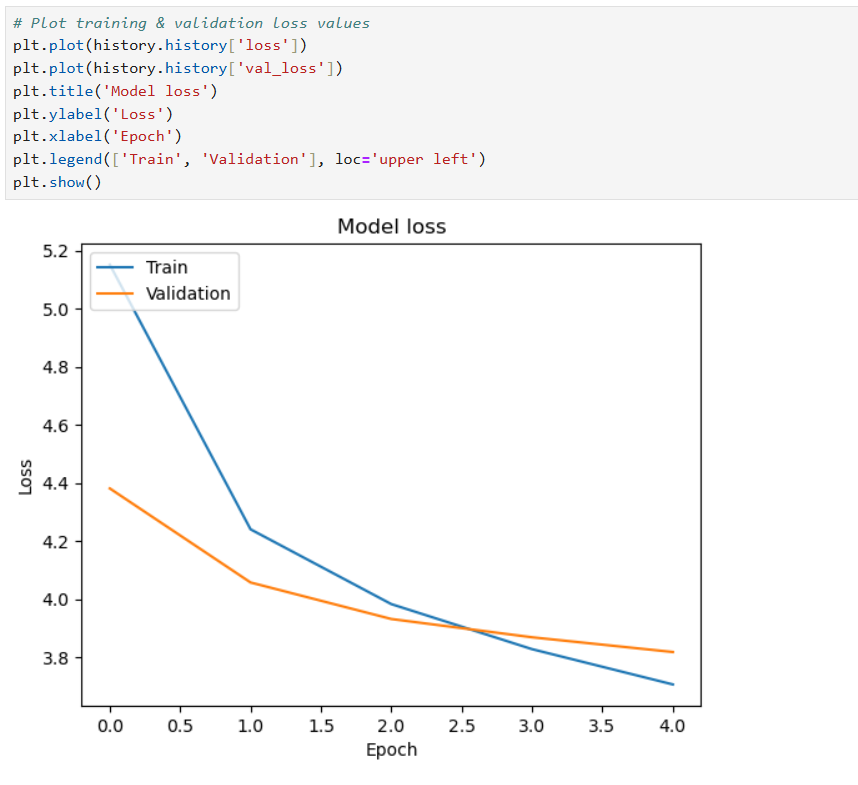 # Plot training & validation loss values
plt.plot(history.history['loss'])
plt.plot(history.history['val_loss'])
plt.title('Model loss')
plt.ylabel('Loss')
plt.xlabel('Epoch')
plt.legend(['Train', 'Validation'], loc='upper left')
plt.show()
Model loss
5.2
5.0
4.8
4.6
4.4
4.2
4.0
3.8
Loss
Train
Validation
0.0 0.5 1.0 1.5 2.0 2.5 3.0 3.5 4.0
Epoch